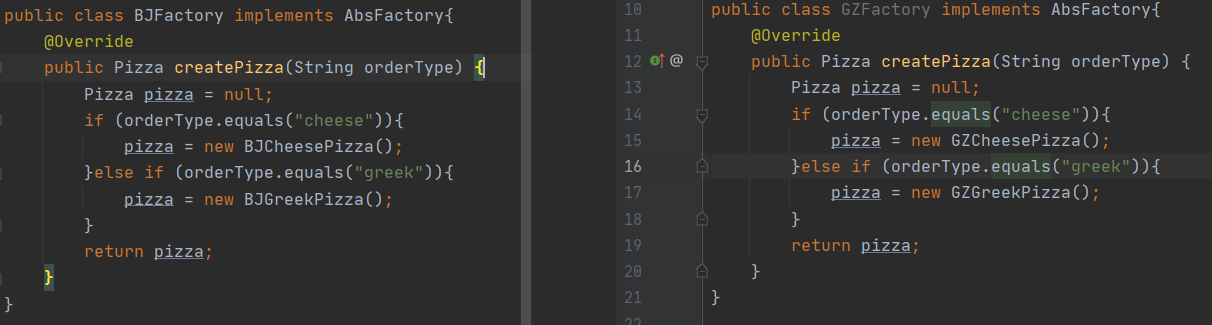 public class BJFactory implements AbsFactory{
    @Override
    public Pizza createPizza(String orderType) {
        Pizza pizza = null;
        if (orderType.equals("cheese")){
            pizza = new BJCheesePizza();
        }else if (orderType.equals("greek")){
            pizza = new BJGreekPizza();
        }
        return pizza;
    }
}
10 public class GZFactory implements AbsFactory{
11     @Override
12     public Pizza createPizza(String orderType) {
13         Pizza pizza = null;
14         if (orderType.equals("cheese")){
15             pizza = new GZCheesePizza();
16         }else if (orderType.equals("greek")){
17             pizza = new GZGreekPizza();
18         }
19         return pizza;
20     }
21 }